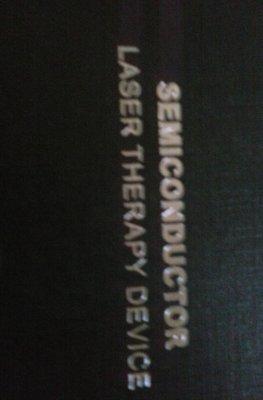 SEMICONDUCTOR
LASER THERAPY DEVICE